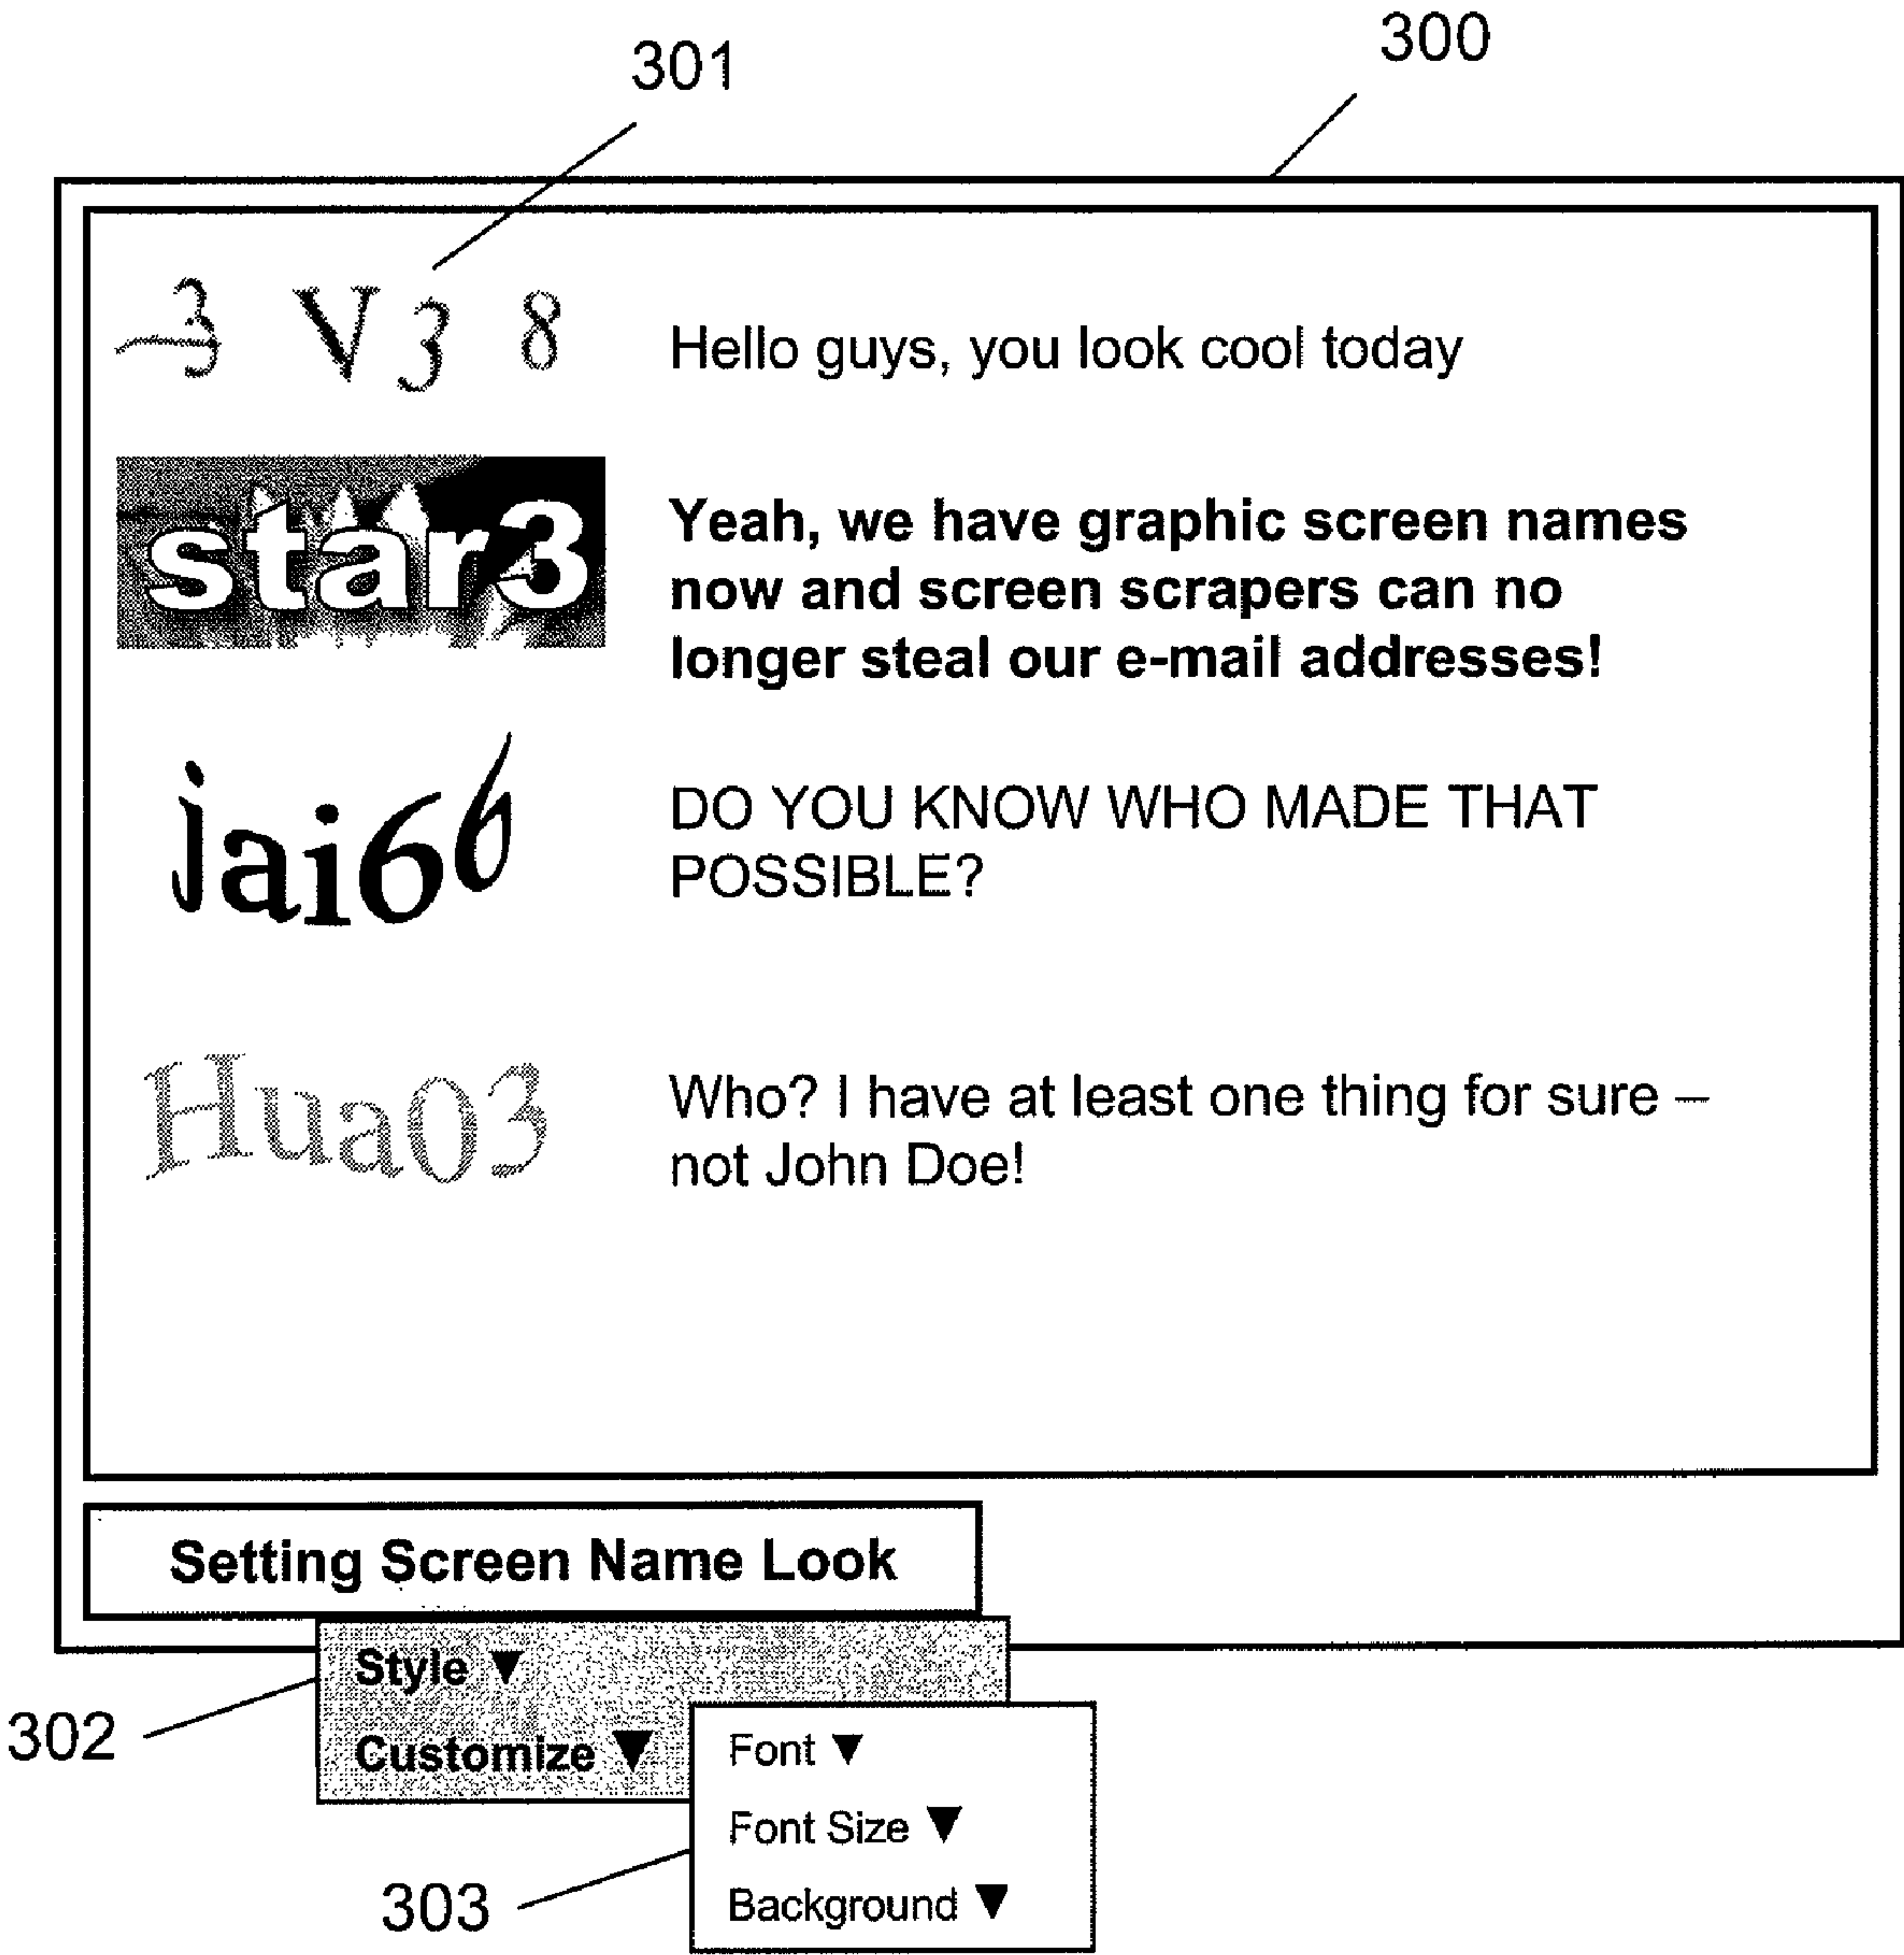 301
300
3 V 3 8
Hello guys, you look cool today
star3
Yeah, we have graphic screen names
now and screen scrapers can no
longer steal our e-mail addresses!
jai66
DO YOU KNOW WHO MADE THAT
POSSIBLE?
Hua03
Who? I have at least one thing for sure –
not John Doe!
Setting Screen Name Look
Style ▼
302
Customize ▼
Font ▼
Font Size ▼
303
Background ▼